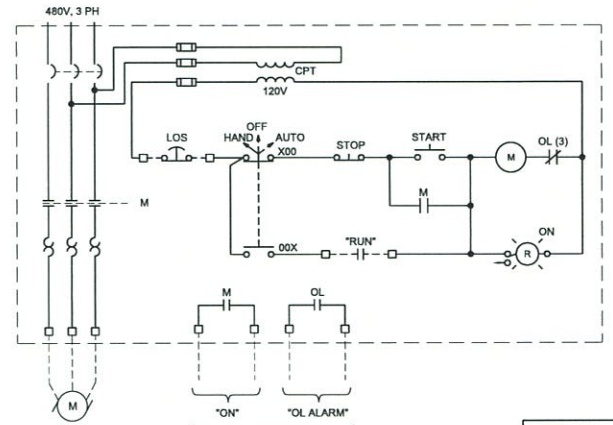 480V, 3 PH
CPT
120V
OFF
LOS
HAND
AUTO
X00
STOP
START
OL (3)
M
M
M
ON
00X
"RUN"
R
M
OL
M
"ON"
"OL ALARM"